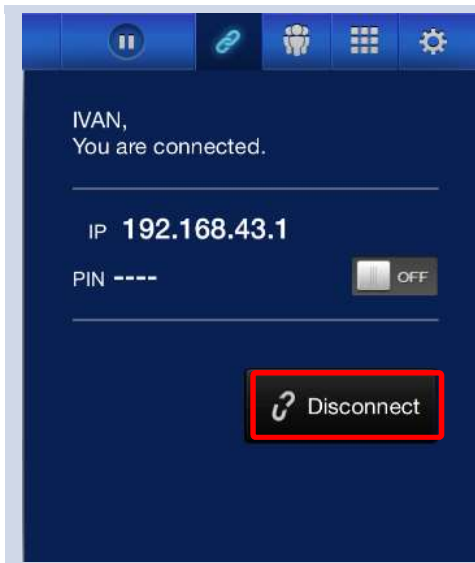 IVAN,
You are connected.
IP 192.168.43.1
PIN ----
OFF
Disconnect